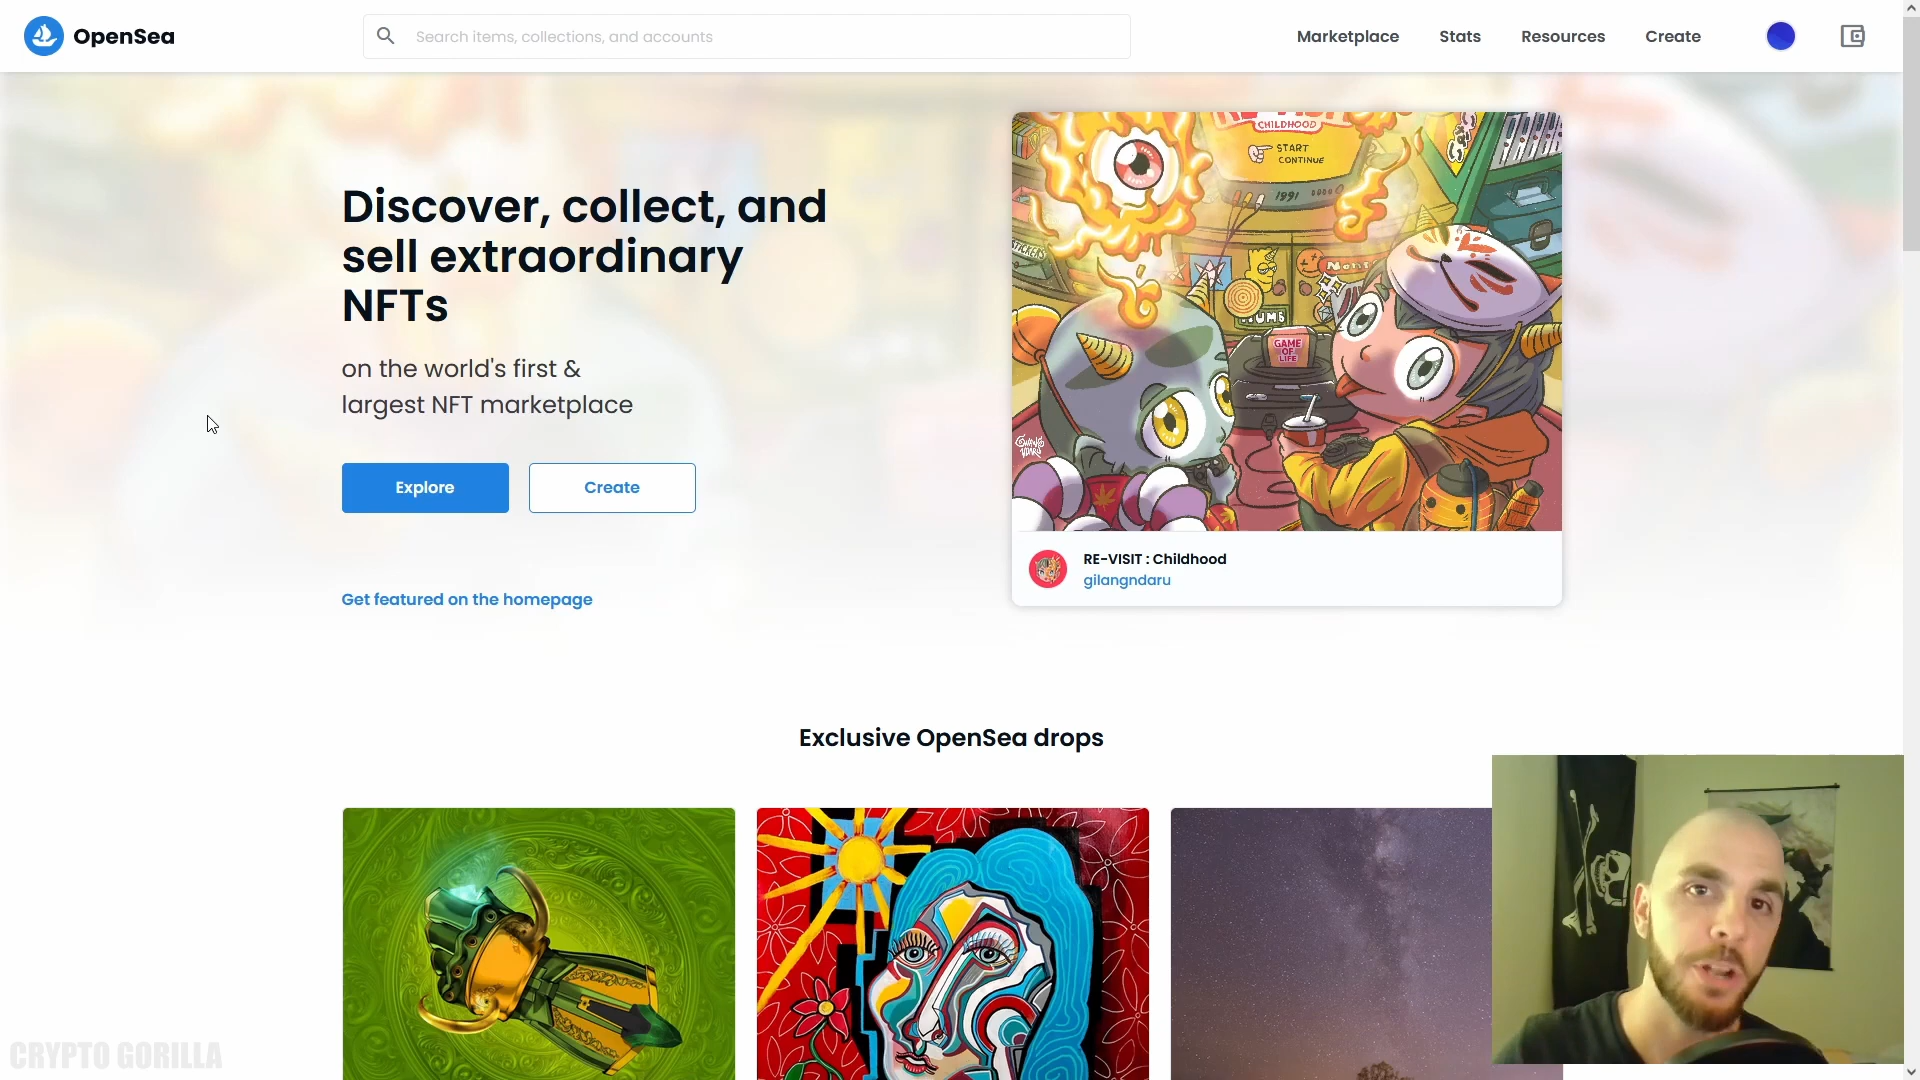 OpenSea
Search items, collections, and accounts
Marketplace
Stats
Resources
Create
Discover, collect, and
sell extraordinary
NFTs
on the world's first &
largest NFT marketplace
Explore
Create
Get featured on the homepage
CHILDHOOD
START
CONTINUE
1991
GAME
OF
LIFE
RE-VISIT : Childhood
gilangndaru
Exclusive OpenSea drops
CRYPTO GORILLA